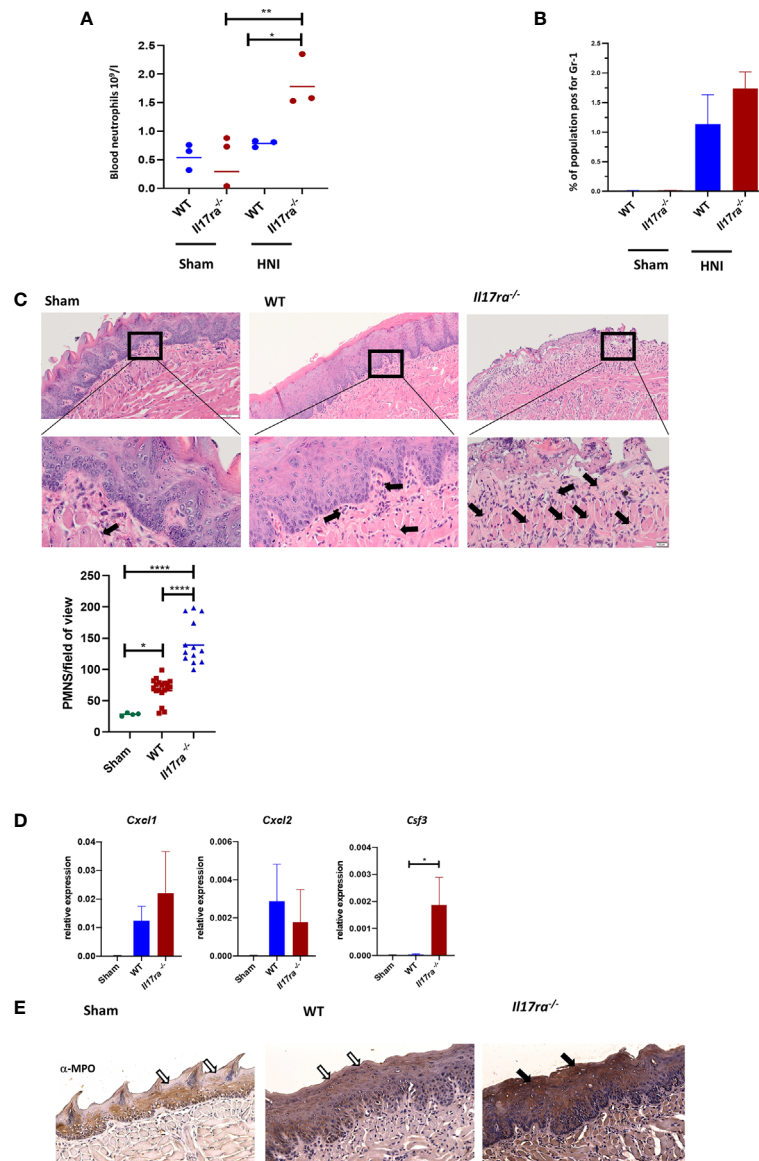 A
**
*
Blood neutrophils 10⁹/l
2.5
2.0
1.5
1.0
0.5
0.0
WT
Il17ra-/-
WT
Il17ra-/-
Sham
HNI
B
% of population pos for Gr-1
2.5
2.0
1.5
1.0
0.5
0.0
WT
Il17ra-/-
WT
Il17ra-/-
Sham
HNI
C
Sham
WT
Il17ra-/-
PMNS/field of view
250
200
150
100
50
0
****
****
*
Sham
WT
Il17ra-/-
D
Cxcl1
relative expression
0.04
0.03
0.02
0.01
0.00
Sham
WT
Il17ra-/-
Cxcl2
relative expression
0.006
0.004
0.002
0.000
Sham
WT
Il17ra-/-
Csf3
relative expression
0.004
0.003
0.002
0.001
0.000
*
Sham
WT
Il17ra-/-
E
Sham
WT
Il17ra-/-
α-MPO